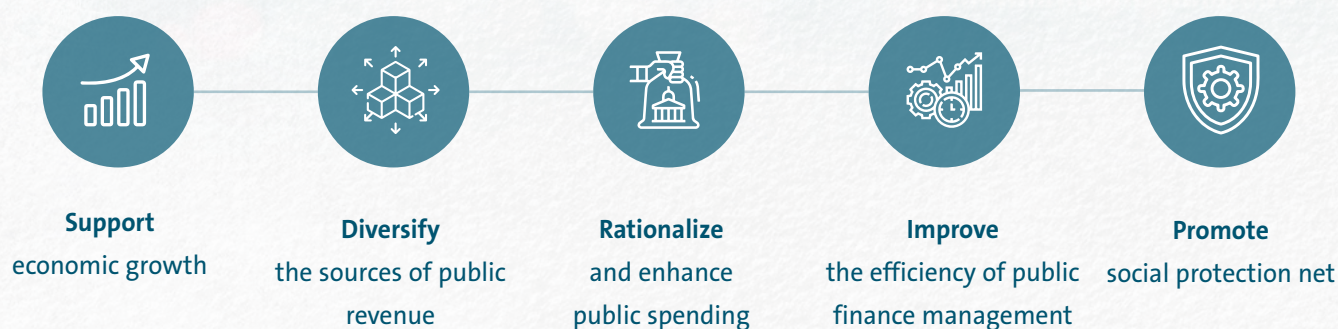 Support
economic growth
Diversify
the sources of public
revenue
Rationalize
and enhance
public spending
Improve
the efficiency of public
finance management
Promote
social protection net